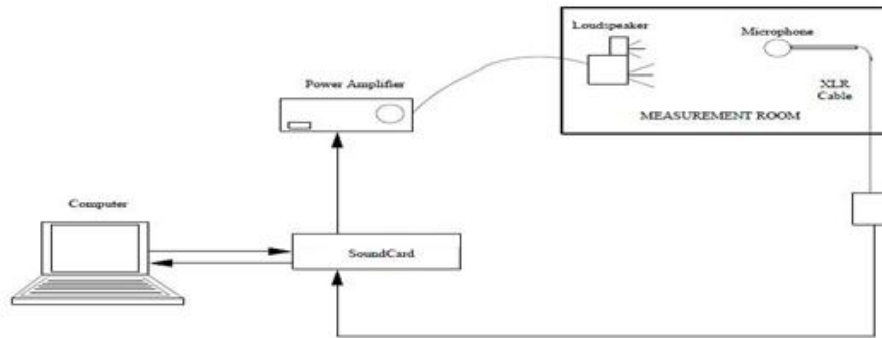 Loudspeaker
Microphone
Power Amplifier
XLR
Cable
MEASUREMENT ROOM
Computer
SoundCard